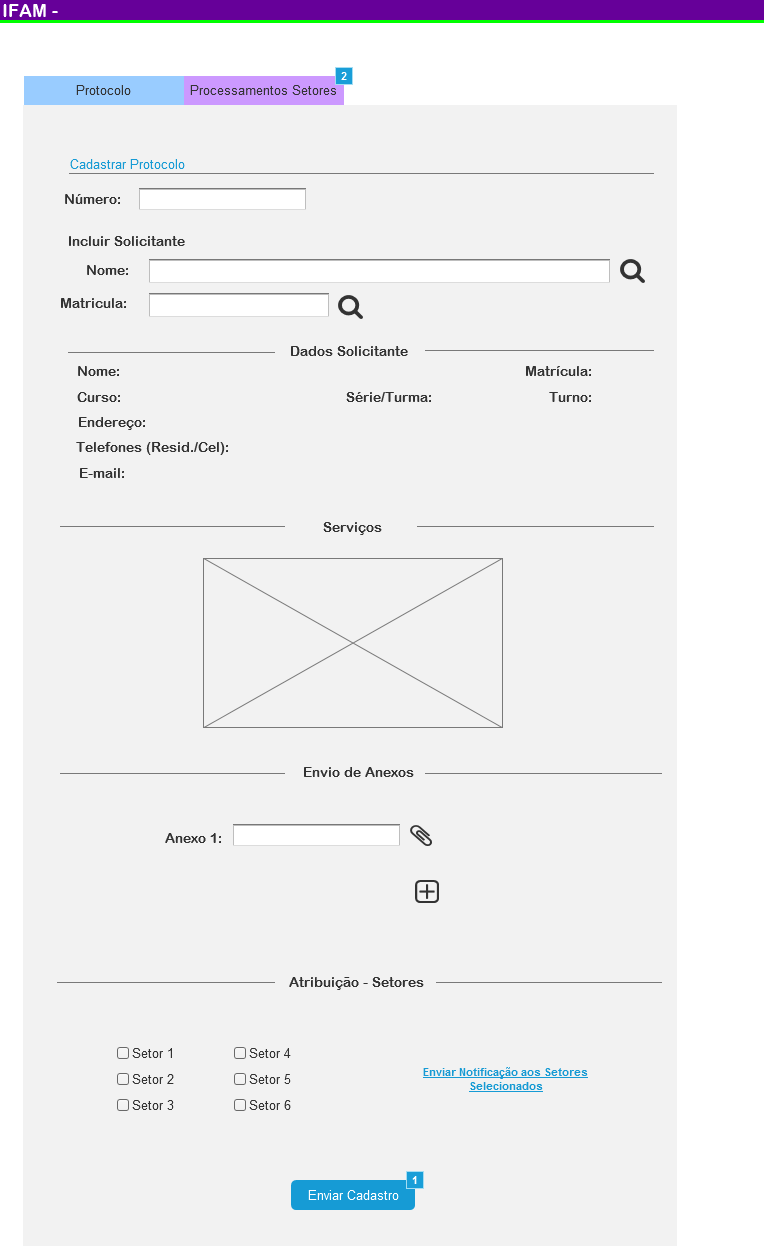 IFAM -
2
Protocolo
Processamentos Setores
Cadastrar Protocolo
Número:
Incluir Solicitante
Nome:
Matricula:
Dados Solicitante
Nome:
Matrícula:
Curso:
Série/Turma:
Turno:
Endereço:
Telefones (Resid./Cel):
E-mail:
Serviços
Envio de Anexos
Anexo 1:
Atribuição - Setores
Setor 1
Setor 4
Setor 2
Setor 5
Setor 3
Setor 6
Enviar Notificação aos Setores
Selecionados
1
Enviar Cadastro